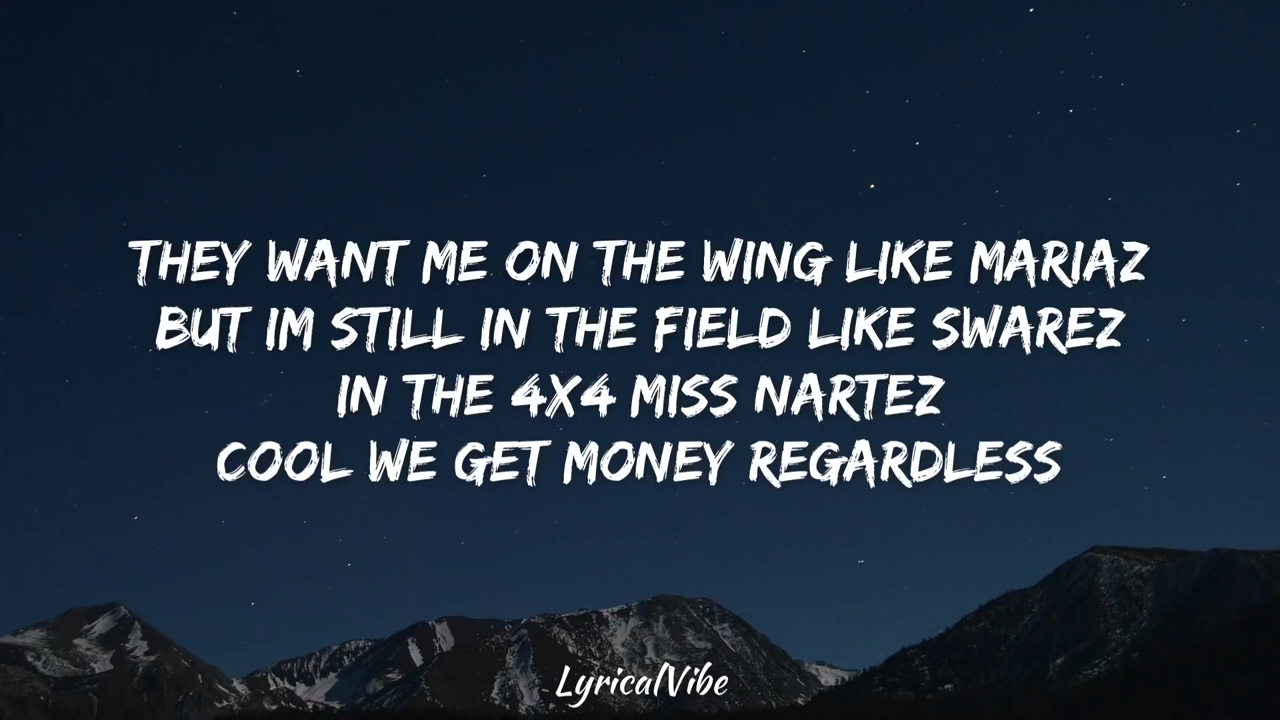 THEY WANT ME ON THE WING LIKE MARIAZ
BUT IM STILL IN THE FIELD LIKE SWAREZ
IN THE 4X4 MISS NARTEZ
COOL WE GET MONEY REGARDLESS
LyricalVibe